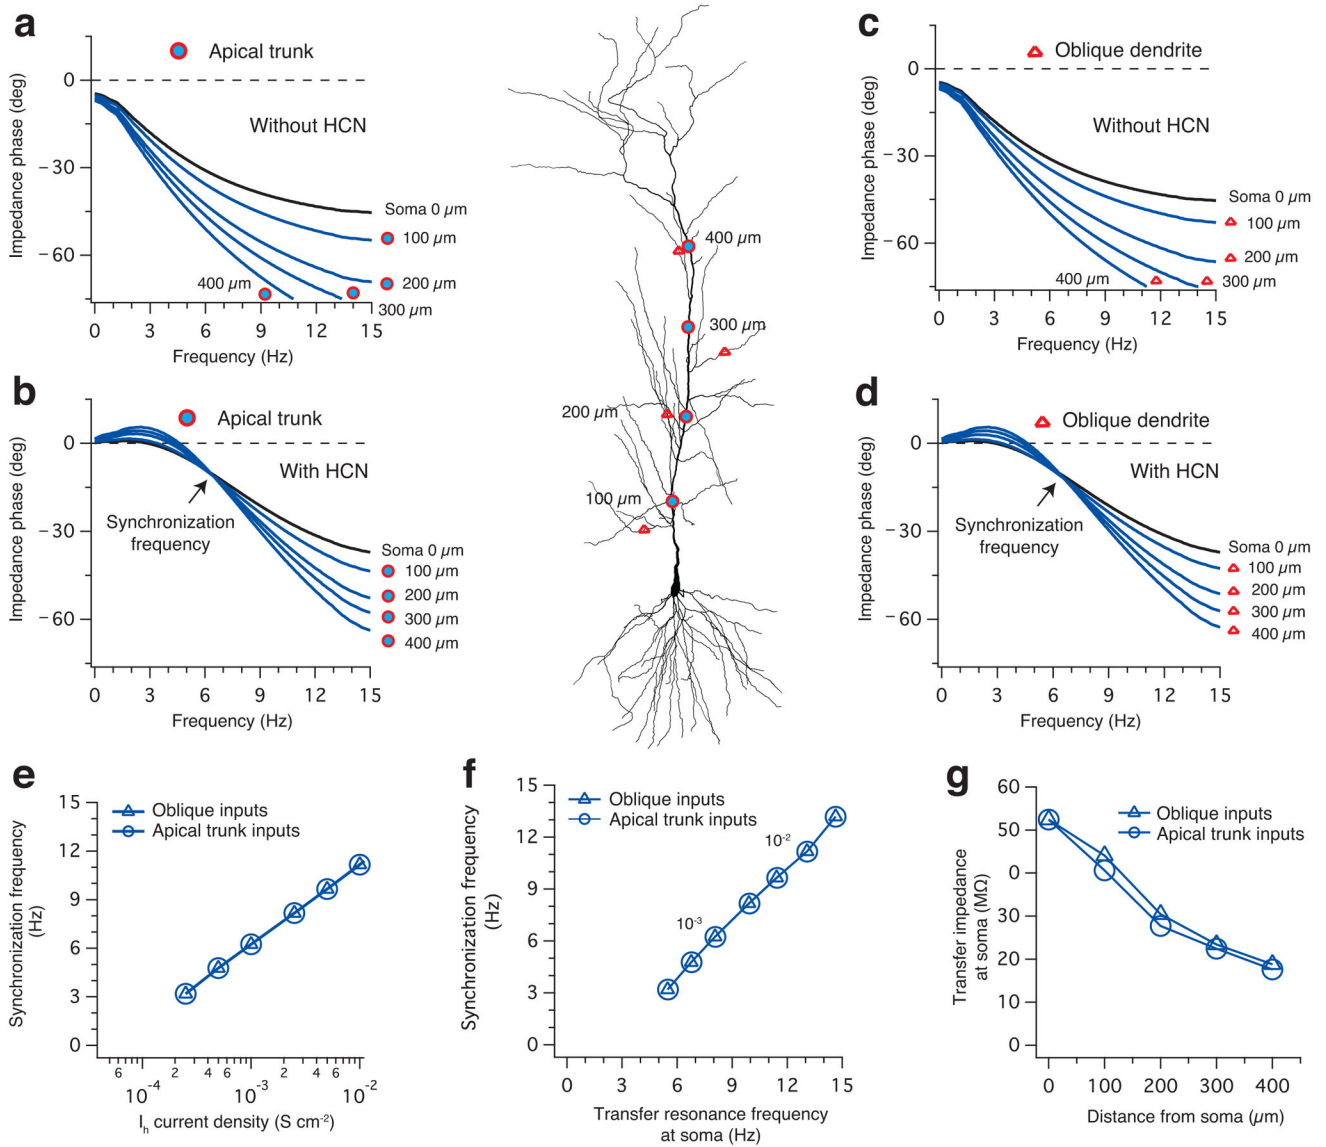 a
Apical trunk
0
−30
−60
Impedance phase (deg)
Without HCN
Soma 0 µm
100 µm
200 µm
300 µm
400 µm
0 3 6 9 12 15
Frequency (Hz)
b
Apical trunk
0
−30
−60
Impedance phase (deg)
With HCN
Synchronization
frequency
Soma 0 µm
100 µm
200 µm
300 µm
400 µm
0 3 6 9 12 15
Frequency (Hz)
400 µm
300 µm
200 µm
100 µm
c
Oblique dendrite
0
−30
−60
Impedance phase (deg)
Without HCN
Soma 0 µm
100 µm
200 µm
300 µm
400 µm
0 3 6 9 12 15
Frequency (Hz)
d
Oblique dendrite
0
−30
−60
Impedance phase (deg)
With HCN
Synchronization
frequency
Soma 0 µm
100 µm
200 µm
300 µm
400 µm
0 3 6 9 12 15
Frequency (Hz)
e
Oblique inputs
Apical trunk inputs
15
12
9
6
3
0
Synchronization frequency
(Hz)
6 2 4 6 2 4 6
10-4 10-3 10-2
Ih current density (S cm-2)
f
Oblique inputs
Apical trunk inputs
15
12
9
6
3
0
Synchronization frequency
(Hz)
10-2
10-3
0 3 6 9 12 15
Transfer resonance frequency
at soma (Hz)
g
Oblique inputs
Apical trunk inputs
60
50
0
30
20
10
0
Transfer impedance
at soma (MΩ)
0 100 200 300 400
Distance from soma (µm)